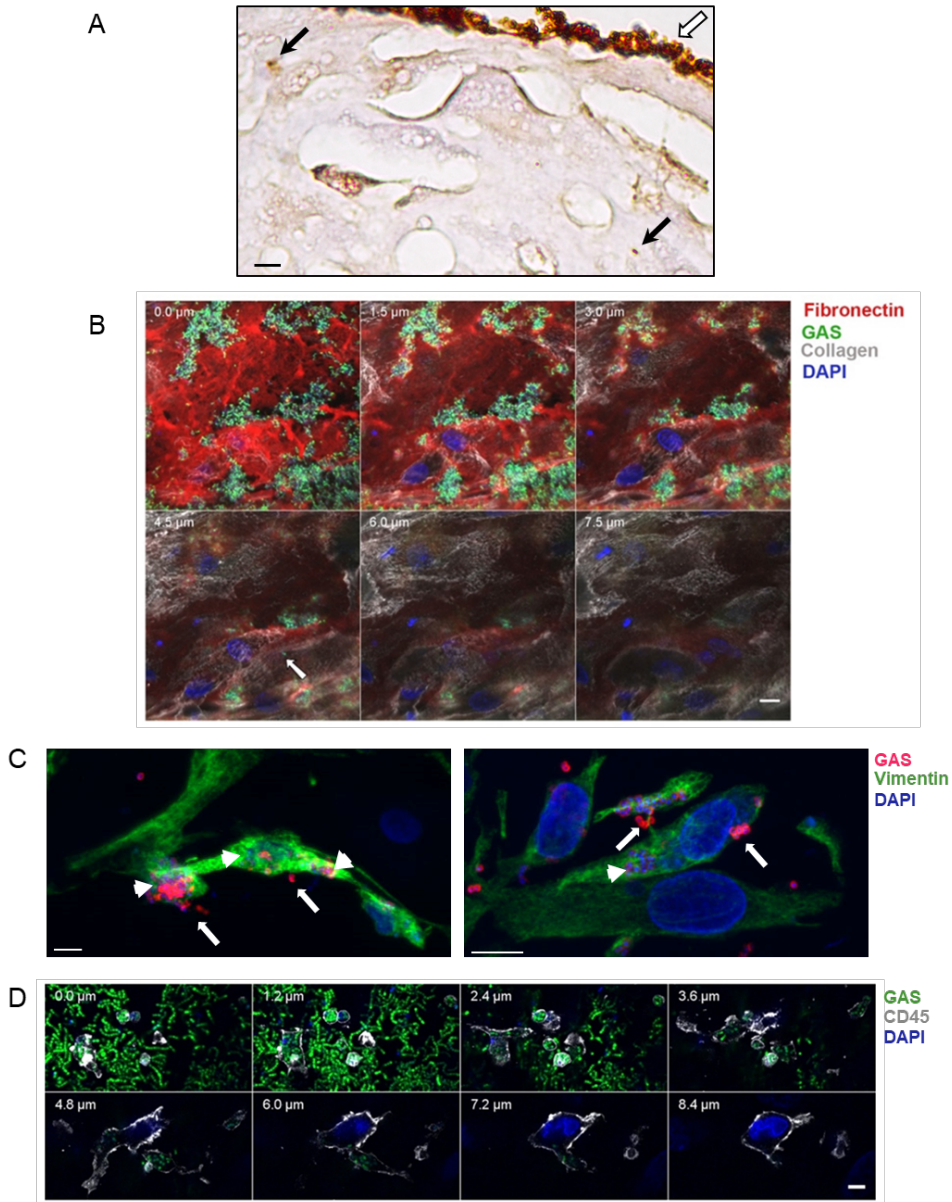 A
B
0.0 µm
1.5 µm
3.0 µm
Fibronectin
GAS
Collagen
DAPI
4.5 µm
6.0 µm
7.5 µm
C
GAS
Vimentin
DAPI
D
0.0 µm
1.2 µm
2.4 µm
3.6 µm
GAS
CD45
DAPI
4.8 µm
6.0 µm
7.2 µm
8.4 µm